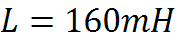 L = 160mH